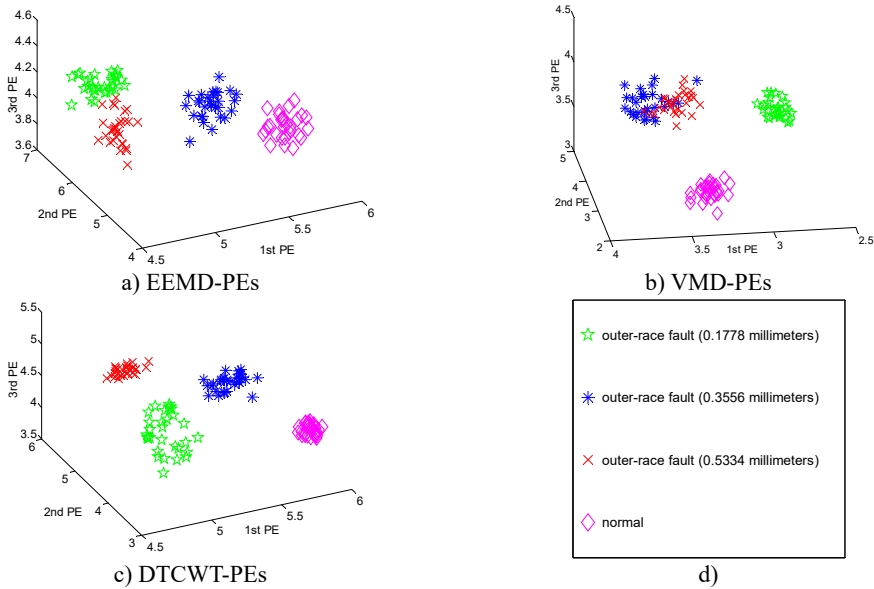 4.6
4.4
4.2
4
3.8
3.6
3rd PE
7
6
5
4
2nd PE
4.5
5
5.5
6
1st PE
a) EEMD-PEs
4.5
4
3.5
3
3rd PE
5
4
3
2
2nd PE
4
3.5
3
2.5
1st PE
b) VMD-PEs
5.5
5
4.5
4
3.5
3rd PE
6
5
4
3
2nd PE
4.5
5
5.5
6
1st PE
c) DTCWT-PEs
outer-race fault (0.1778 millimeters)
outer-race fault (0.3556 millimeters)
outer-race fault (0.5334 millimeters)
normal
d)